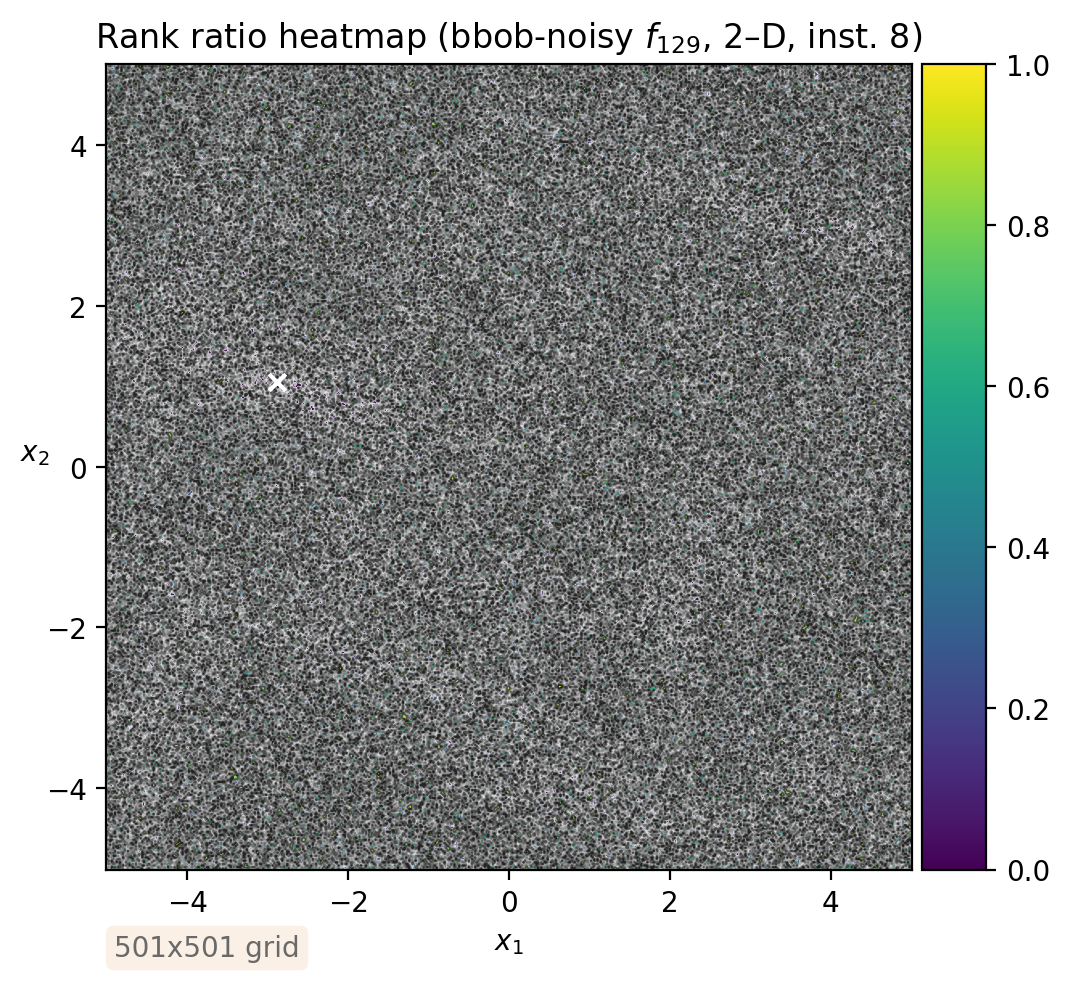 Rank ratio heatmap (bbob-noisy f₁₂₉, 2–D, inst. 8)
1.0
0.8
0.6
0.4
0.2
0.0
4
2
0
−2
−4
x₂
−4 −2 0 2 4
x₁
501x501 grid